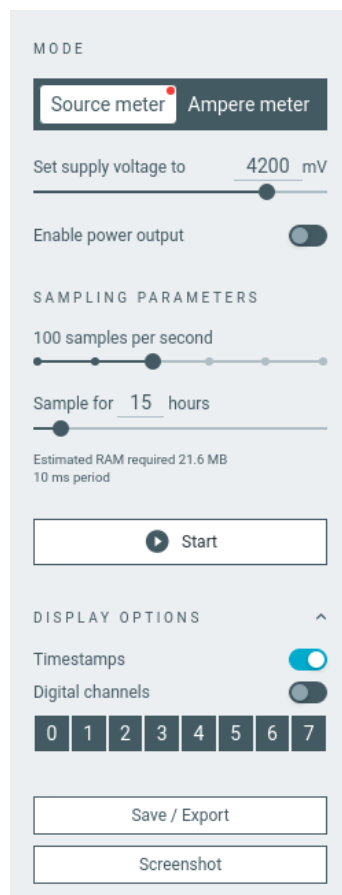 MODE
Source meter Ampere meter
Set supply voltage to 4200 mV
Enable power output
SAMPLING PARAMETERS
100 samples per second
Sample for 15 hours
Estimated RAM required 21.6 MB
10 ms period
Start
DISPLAY OPTIONS
Timestamps
Digital channels
0 1 2 3 4 5 6 7
Save / Export
Screenshot